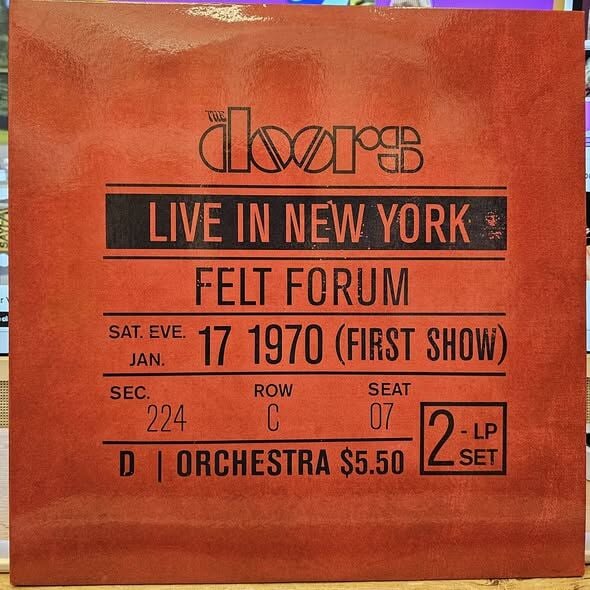 THE
doors
LIVE IN NEW YORK
FELT FORUM
SAT. EVE. JAN. 17 1970 (FIRST SHOW)
SEC. ROW SEAT
224 C 07
D | ORCHESTRA $5.50
2-LP SET